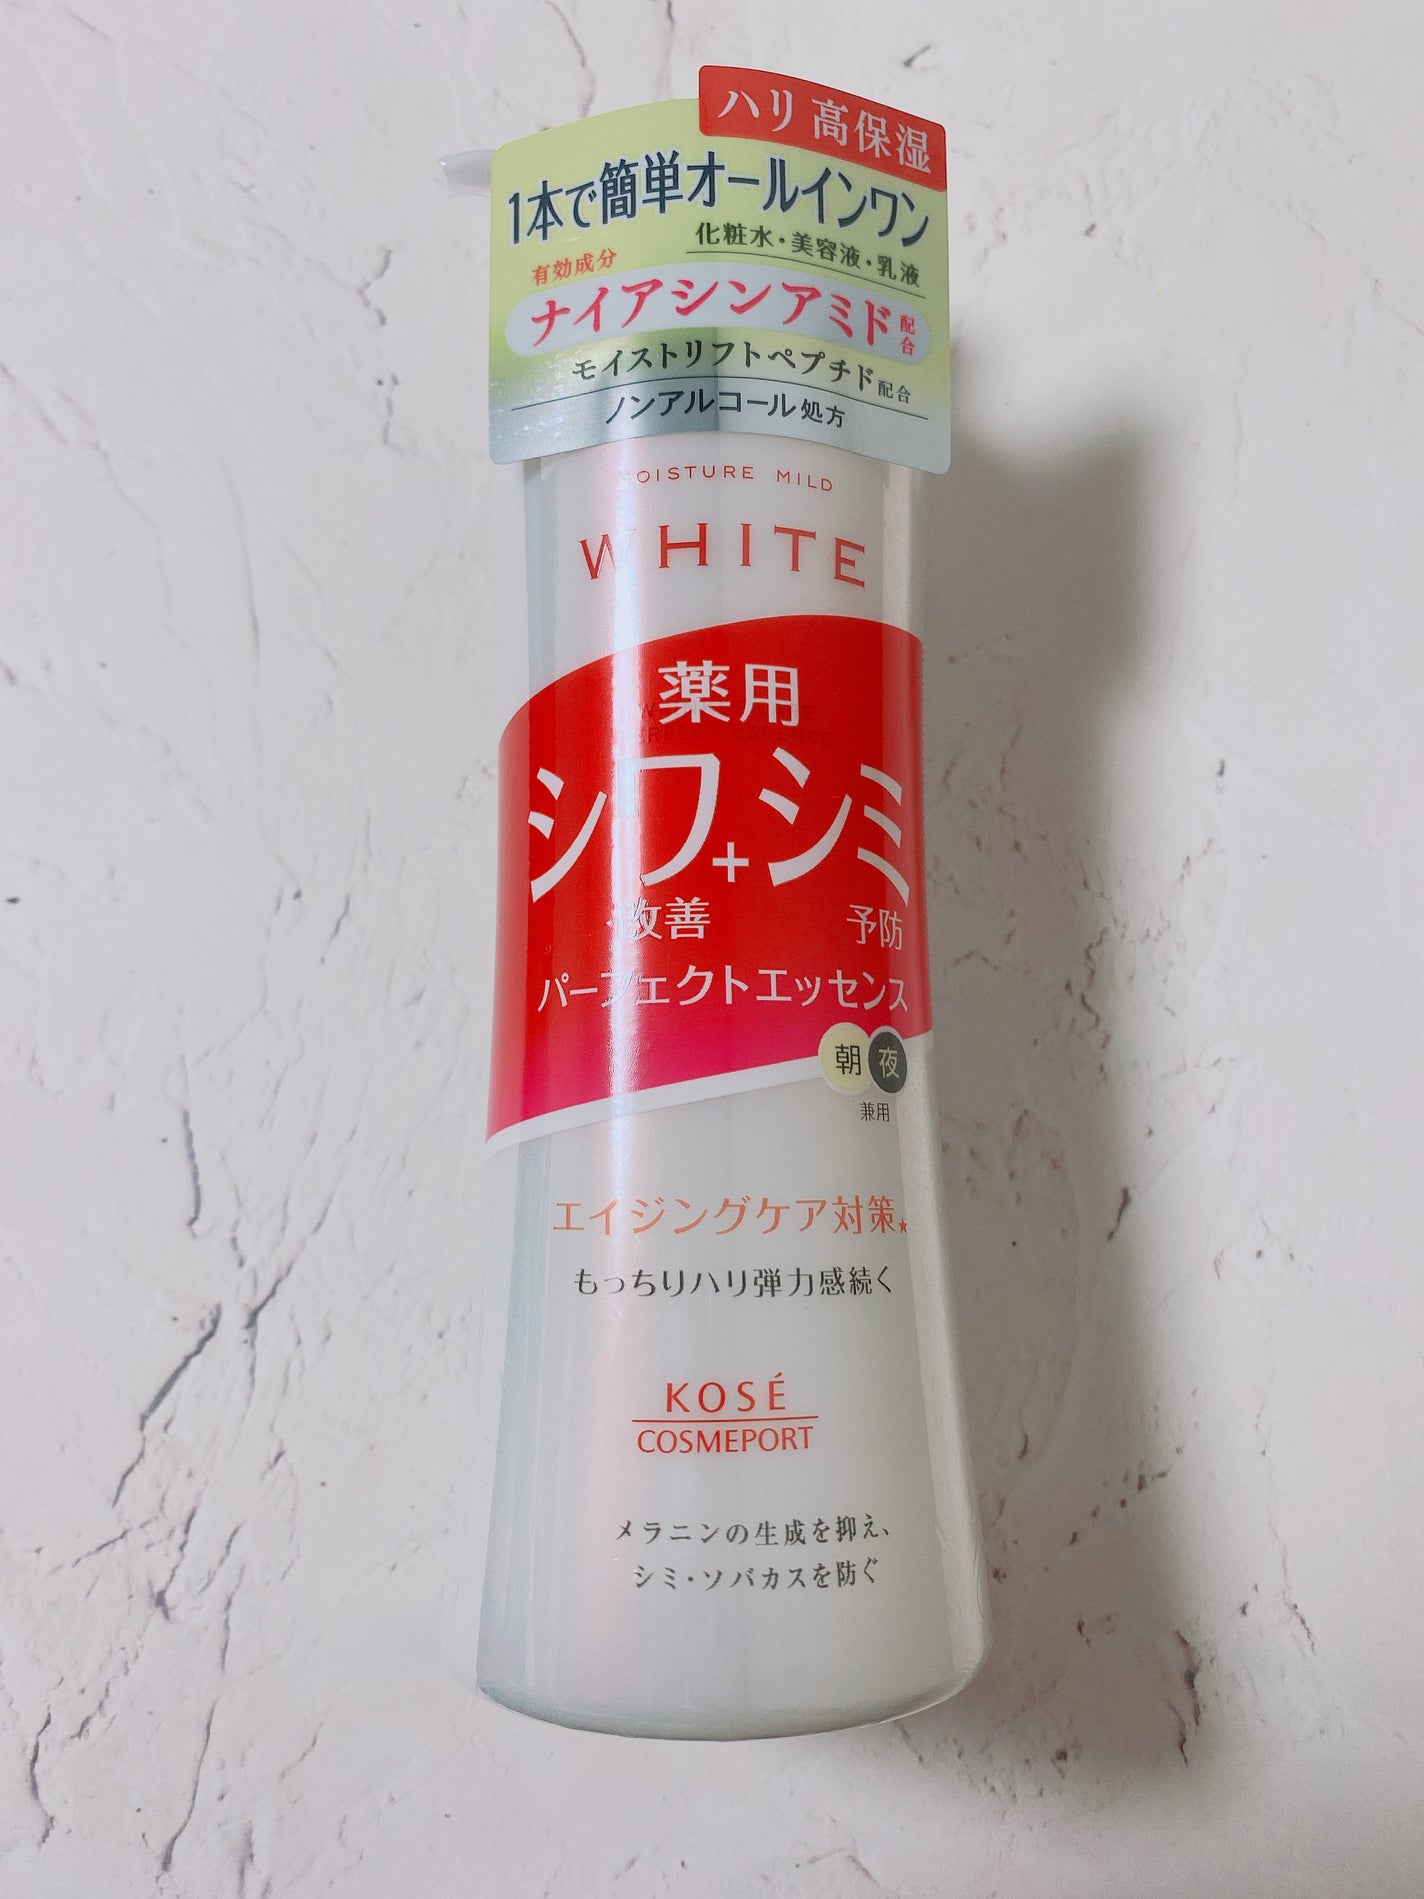 ハリ 高保湿
1本で簡単オールインワン
化粧水・美容液・乳液
有効成分
ナイアシンアミド 配合
モイストリフトペプチド配合
ノンアルコール処方
MOISTURE MILD
WHITE
薬用
シワ+シミ
改善 予防
パーフェクトエッセンス
朝 夜
兼用
エイジングケア対策★
もっちりハリ弾力感続く
KOSÉ
COSMEPORT
メラニンの生成を抑え、
シミ・ソバカスを防ぐ